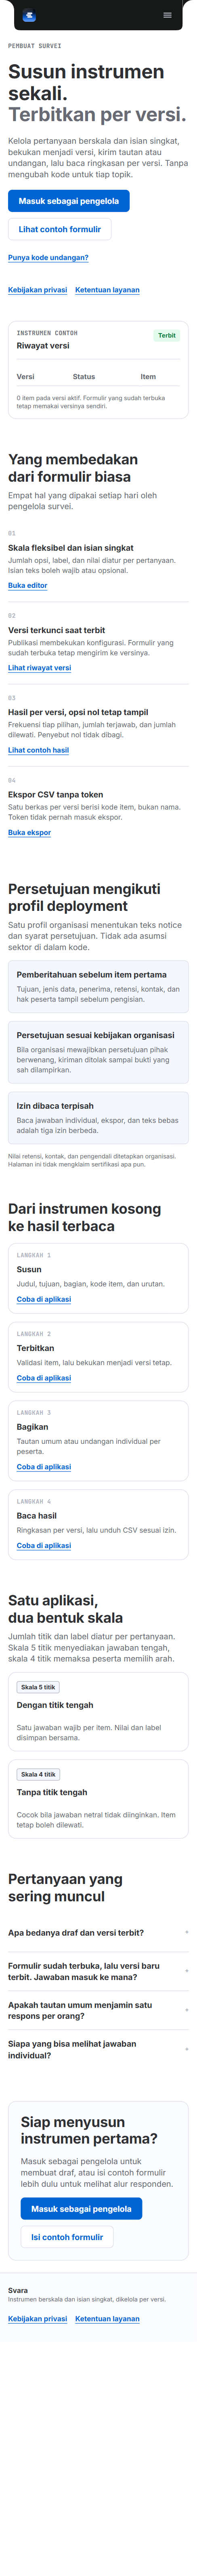 PEMBUAT SURVEI
Susun instrumen
sekali.
Terbitkan per versi.
Kelola pertanyaan berskala dan isian singkat,
bekukan menjadi versi, kirim tautan atau
undangan, lalu baca ringkasan per versi. Tanpa
mengubah kode untuk tiap topik.
Masuk sebagai pengelola
Lihat contoh formulir
Punya kode undangan?
Kebijakan privasi Ketentuan layanan
INSTRUMEN CONTOH
Terbit
Riwayat versi
Versi Status Item
0 item pada versi aktif. Formulir yang sudah terbuka
tetap memakai versinya sendiri.
Yang membedakan
dari formulir biasa
Empat hal yang dipakai setiap hari oleh
pengelola survei.
01
Skala fleksibel dan isian singkat
Jumlah opsi, label, dan nilai diatur per pertanyaan.
Isian teks boleh wajib atau opsional.
Buka editor
02
Versi terkunci saat terbit
Publikasi membekukan konfigurasi. Formulir yang
sudah terbuka tetap mengirim ke versinya.
Lihat riwayat versi
03
Hasil per versi, opsi nol tetap tampil
Frekuensi tiap pilihan, jumlah terjawab, dan jumlah
dilewati. Penyebut nol tidak dibagi.
Lihat contoh hasil
04
Ekspor CSV tanpa token
Satu berkas per versi berisi kode item, bukan nama.
Token tidak pernah masuk ekspor.
Buka ekspor
Persetujuan mengikuti
profil deployment
Satu profil organisasi menentukan teks notice
dan syarat persetujuan. Tidak ada asumsi
sektor di dalam kode.
Pemberitahuan sebelum item pertama
Tujuan, jenis data, penerima, retensi, kontak, dan
hak peserta tampil sebelum pengisian.
Persetujuan sesuai kebijakan organisasi
Bila organisasi mewajibkan persetujuan pihak
berwenang, kiriman ditolak sampai bukti yang
sah dilampirkan.
Izin dibaca terpisah
Baca jawaban individual, ekspor, dan teks bebas
adalah tiga izin berbeda.
Nilai retensi, kontak, dan pengendali ditetapkan organisasi.
Halaman ini tidak mengklaim sertifikasi apa pun.
Dari instrumen kosong
ke hasil terbaca
LANGKAH 1
Susun
Judul, tujuan, bagian, kode item, dan urutan.
Coba di aplikasi
LANGKAH 2
Terbitkan
Validasi item, lalu bekukan menjadi versi tetap.
Coba di aplikasi
LANGKAH 3
Bagikan
Tautan umum atau undangan individual per
peserta.
Coba di aplikasi
LANGKAH 4
Baca hasil
Ringkasan per versi, lalu unduh CSV sesuai izin.
Coba di aplikasi
Satu aplikasi,
dua bentuk skala
Jumlah titik dan label diatur per pertanyaan.
Skala 5 titik menyediakan jawaban tengah,
skala 4 titik memaksa peserta memilih arah.
Skala 5 titik
Dengan titik tengah
Satu jawaban wajib per item. Nilai dan label
disimpan bersama.
Skala 4 titik
Tanpa titik tengah
Cocok bila jawaban netral tidak diinginkan. Item
tetap boleh dilewati.
Pertanyaan yang
sering muncul
Apa bedanya draf dan versi terbit?
+
Formulir sudah terbuka, lalu versi baru
terbit. Jawaban masuk ke mana?
+
Apakah tautan umum menjamin satu
respons per orang?
+
Siapa yang bisa melihat jawaban
individual?
+
Siap menyusun
instrumen pertama?
Masuk sebagai pengelola untuk
membuat draf, atau isi contoh formulir
lebih dulu untuk melihat alur responden.
Masuk sebagai pengelola
Isi contoh formulir
Svara
Instrumen berskala dan isian singkat, dikelola per versi.
Kebijakan privasi Ketentuan layanan